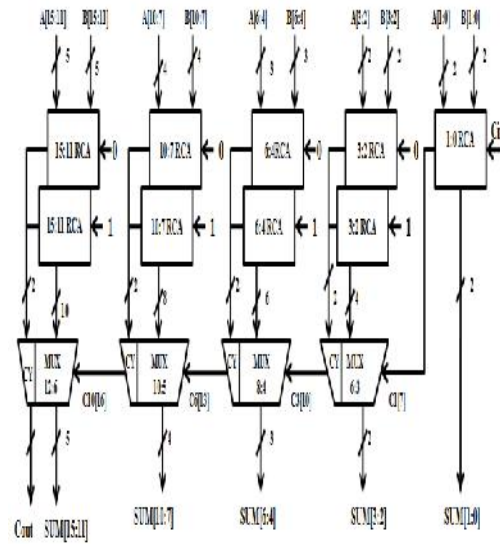 A[15:11] B[15:11] A[10:7] B[10:7] A[6:4] B[6:4] A[3:2] B[3:2] A[1:0] B[1:0]
5 5 4 4 3 3 2 2 2 2
15:11 RCA 0 10:7 RCA 0 6:4RCA 0 3:2 RCA 0 1:0 RCA Ci
15:11 RCA 1 10:7 RCA 1 6:4 RCA 1 3:2 RCA 1
2 10 2 8 2 6 2 4 2
CY MUX 12:6 CY MUX 10:5 CY MUX 8:4 CY MUX 6:3
C10[16] C6[13] C3[10] C1[7]
5 4 3 2
Cout SUM[15:11] SUM[10:7] SUM[6:4] SUM[3:2] SUM[1:0]